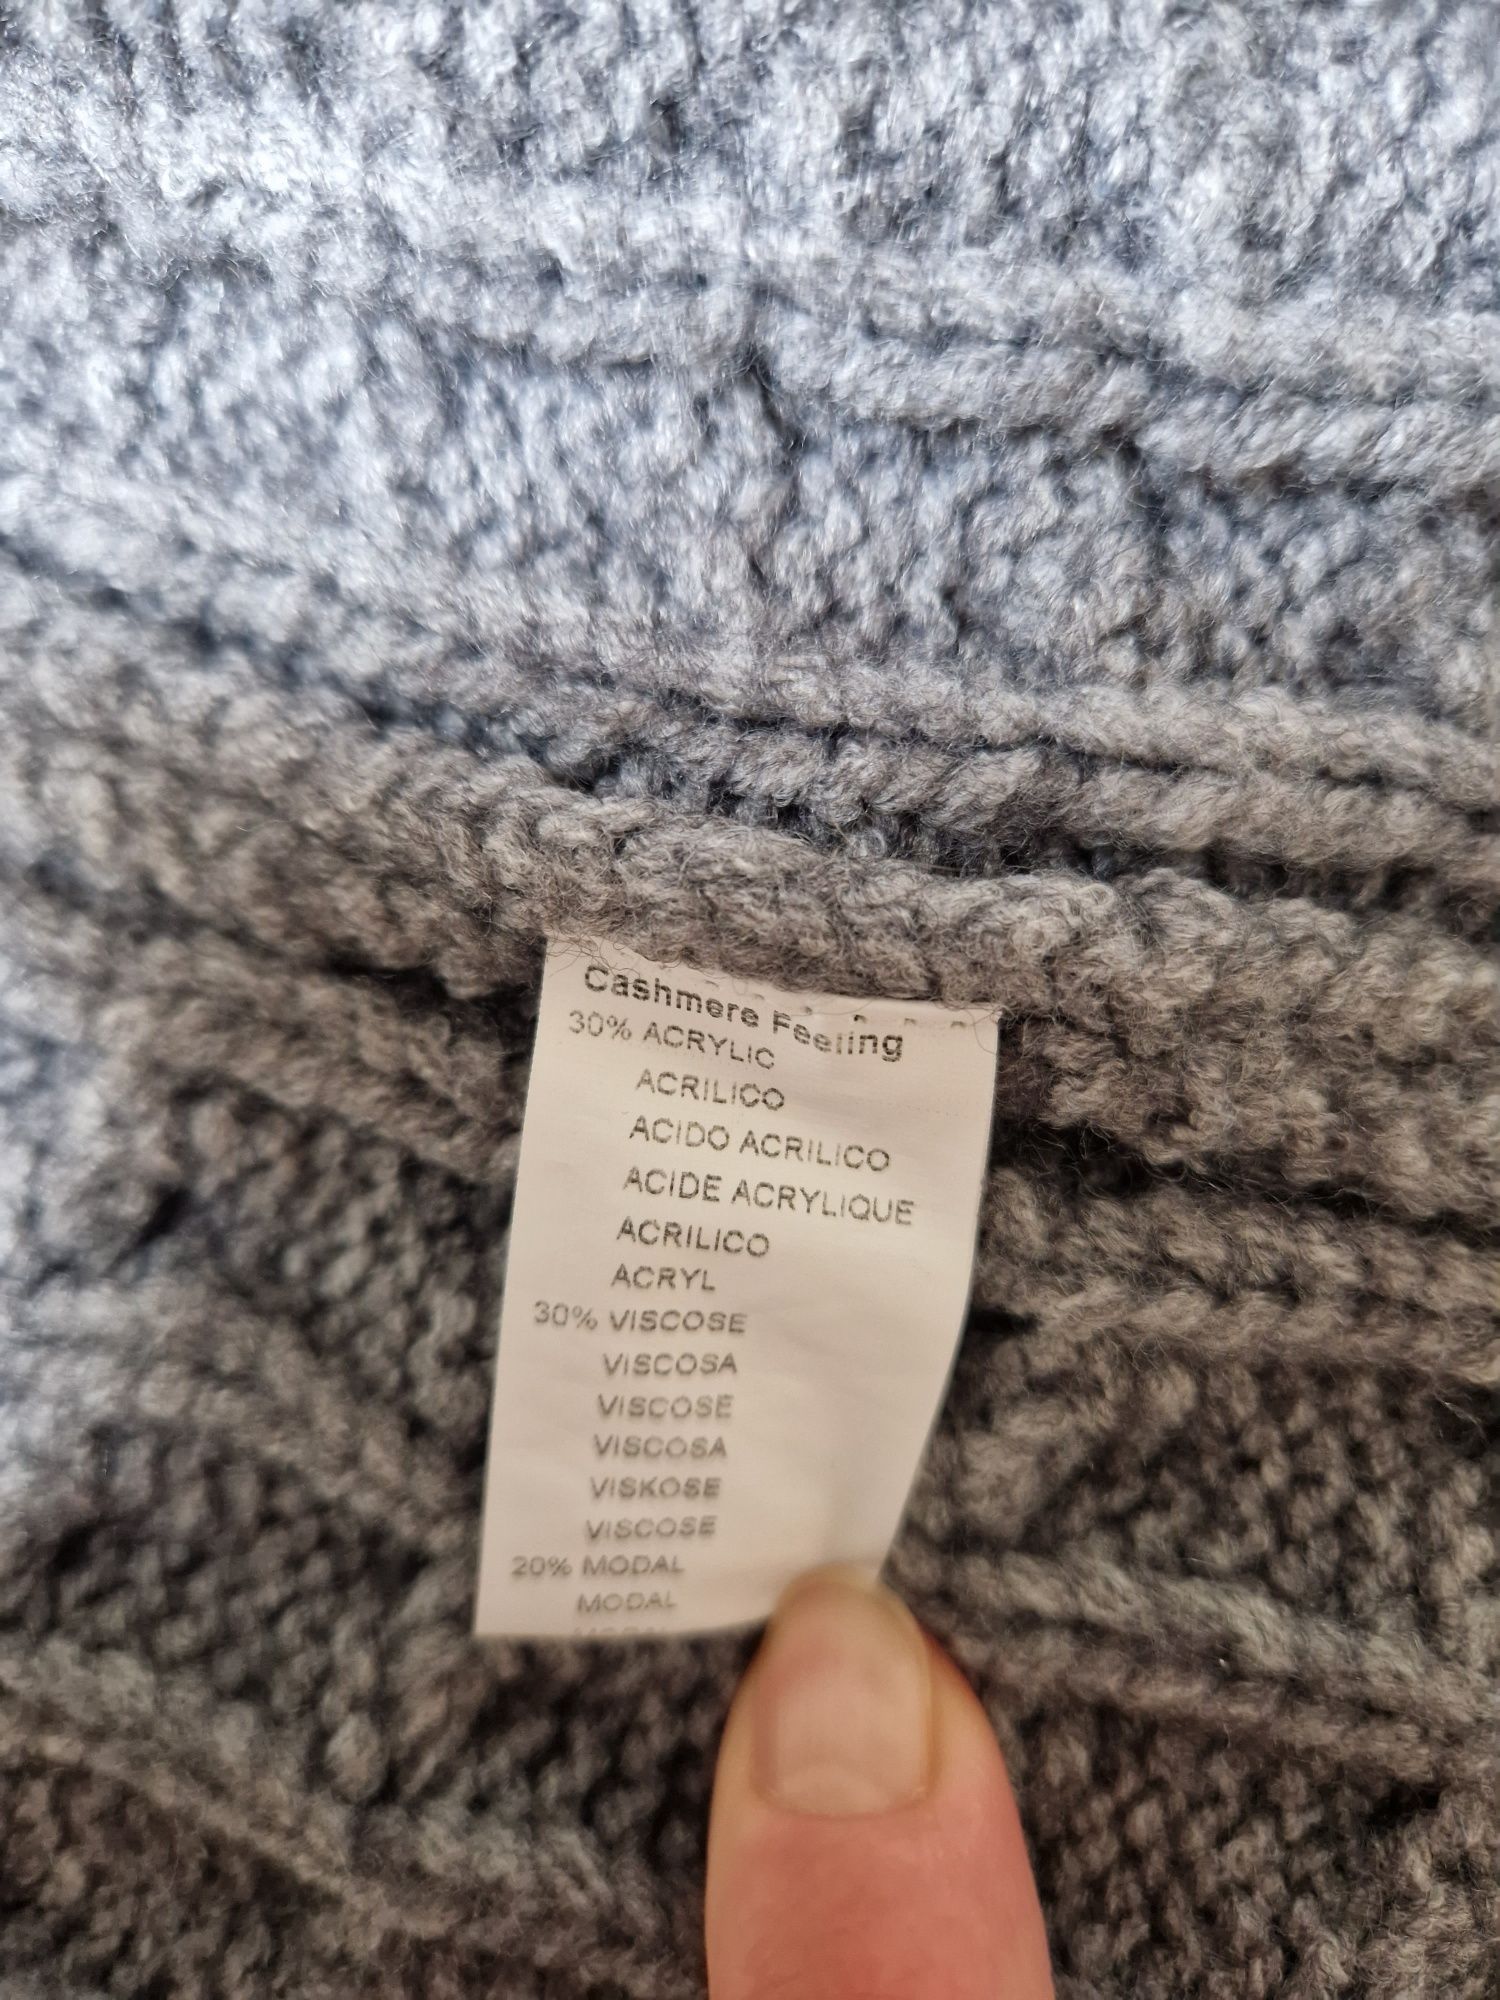 Cashmere Feeling
30% ACRYLIC
ACRILICO
ACIDO ACRILICO
ACIDE ACRYLIQUE
ACRILICO
ACRYL
30% VISCOSE
VISCOSA
VISCOSE
VISCOSA
VISKOSE
VISCOSE
20% MODAL
MODAL